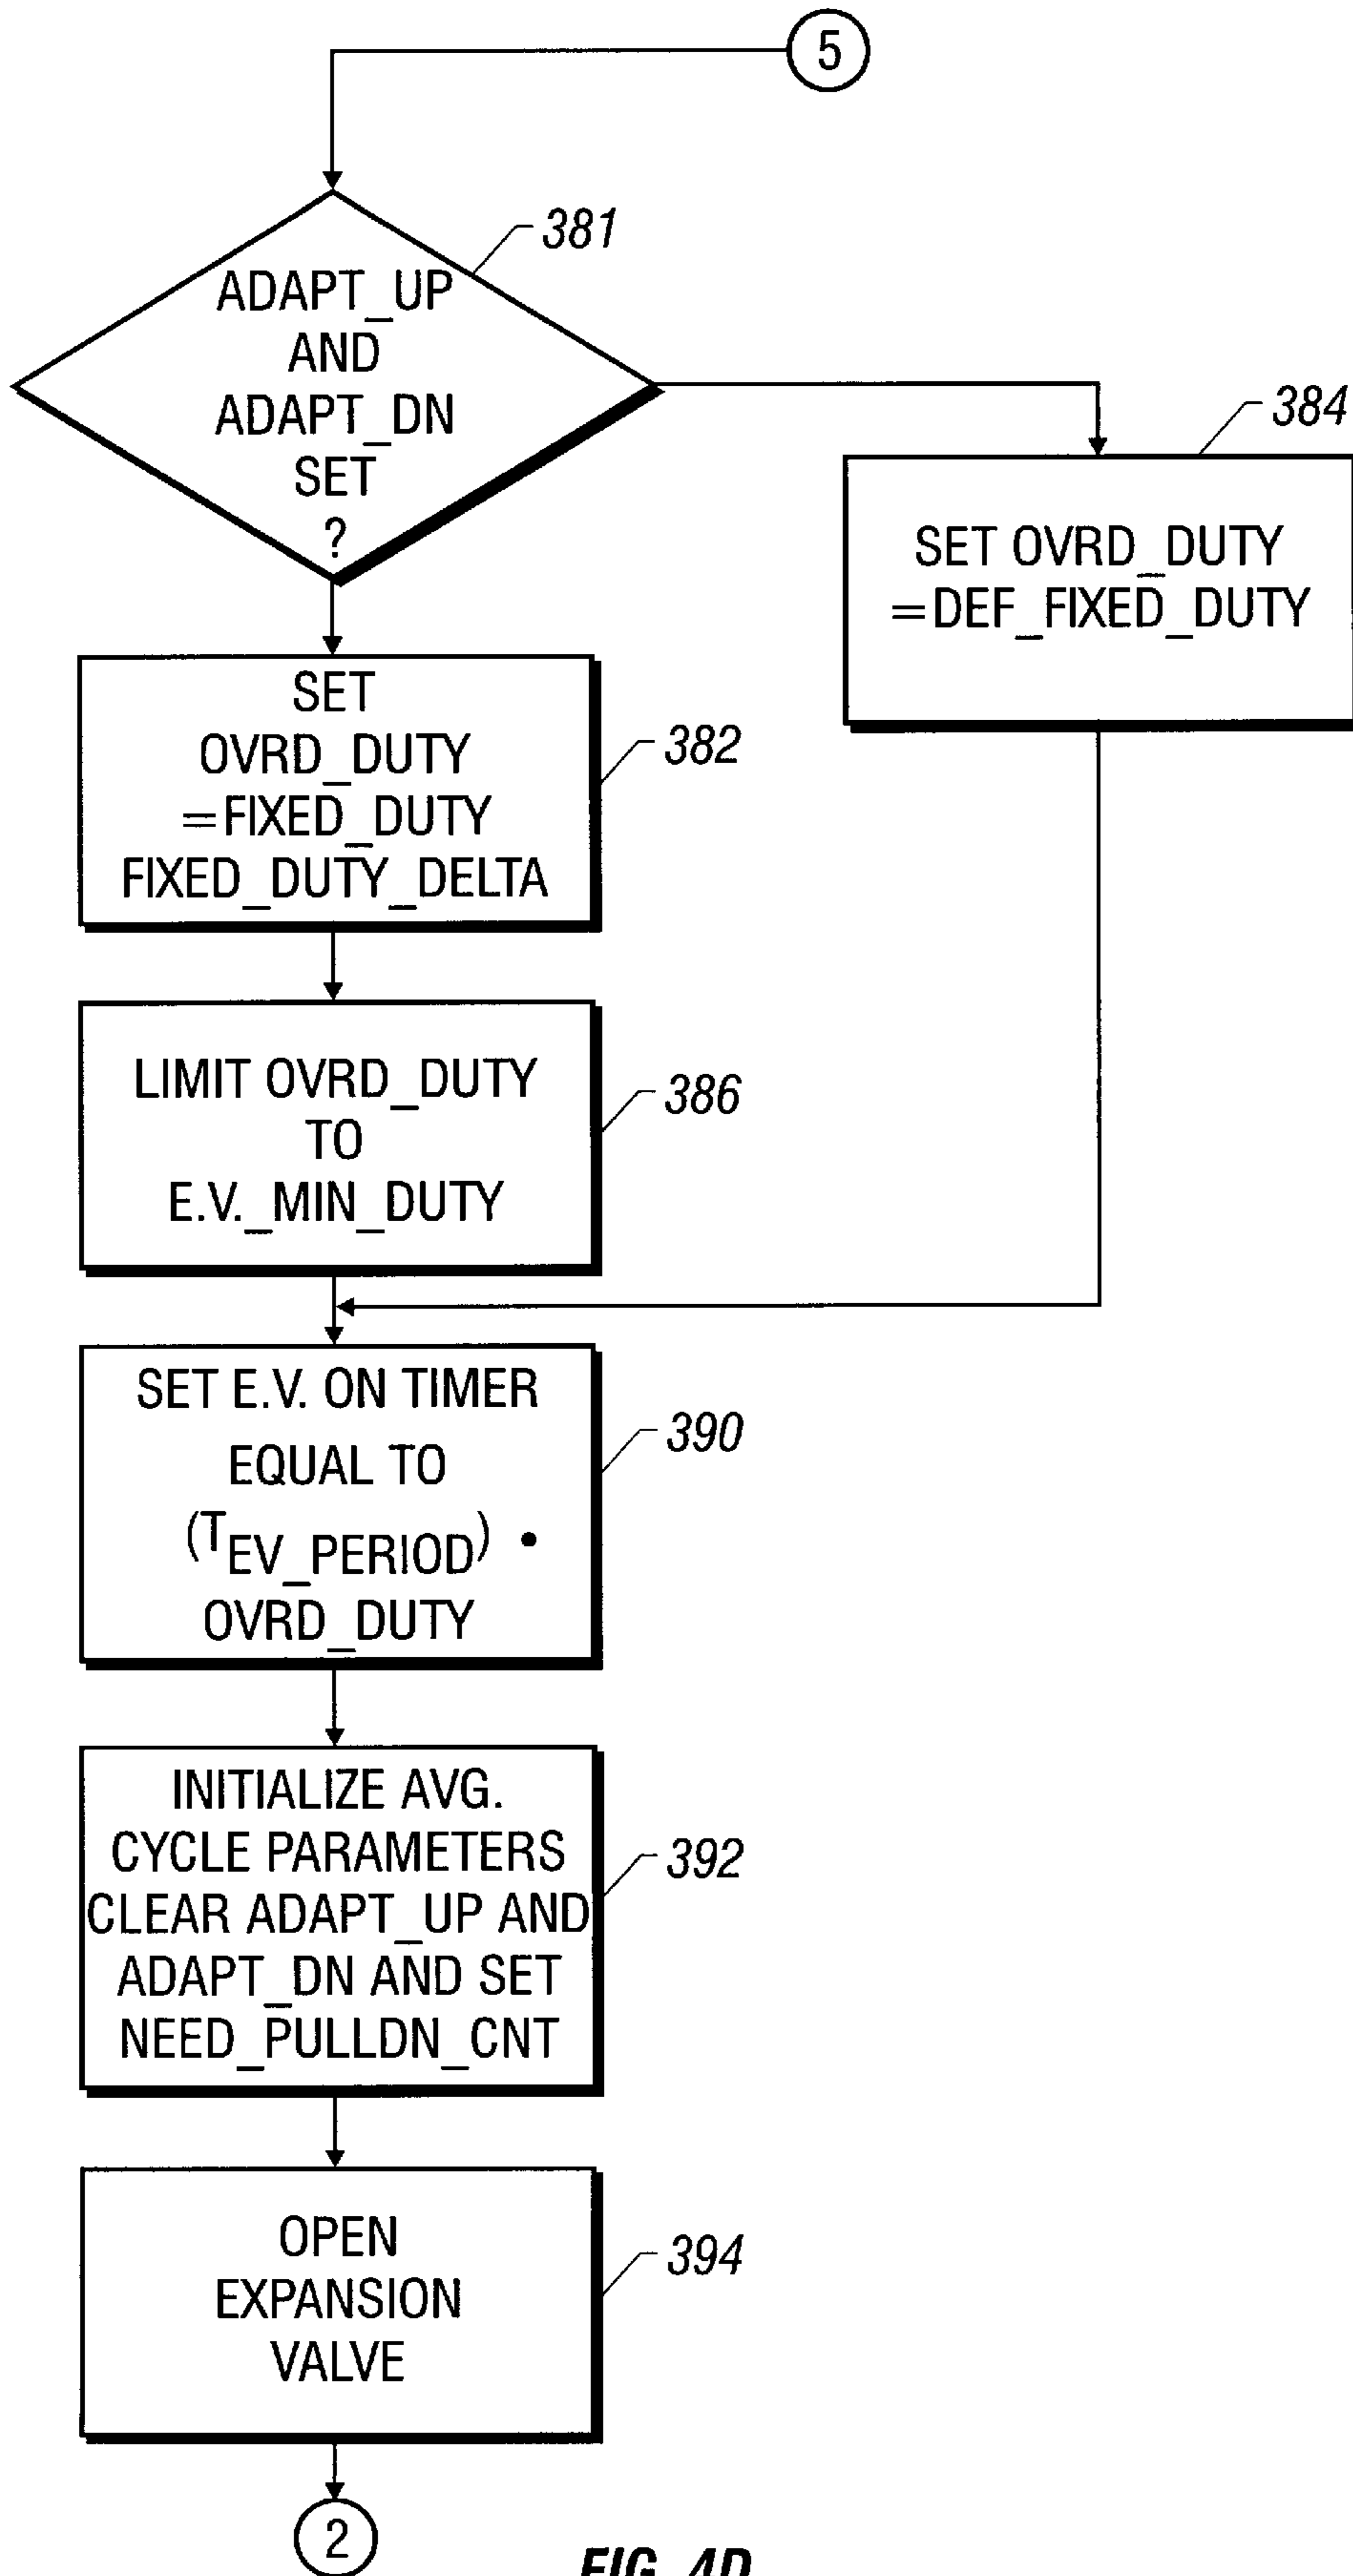 5
381
ADAPT_UP
AND
ADAPT_DN
SET
?
384
SET OVRD_DUTY
=DEF_FIXED_DUTY
SET
OVRD_DUTY
=FIXED_DUTY
FIXED_DUTY_DELTA
382
LIMIT OVRD_DUTY
TO
E.V._MIN_DUTY
386
SET E.V. ON TIMER
EQUAL TO
(TEV_PERIOD) •
OVRD_DUTY
390
INITIALIZE AVG.
CYCLE PARAMETERS
CLEAR ADAPT_UP AND
ADAPT_DN AND SET
NEED_PULLDN_CNT
392
OPEN
EXPANSION
VALVE
394
2
FIG. 4D